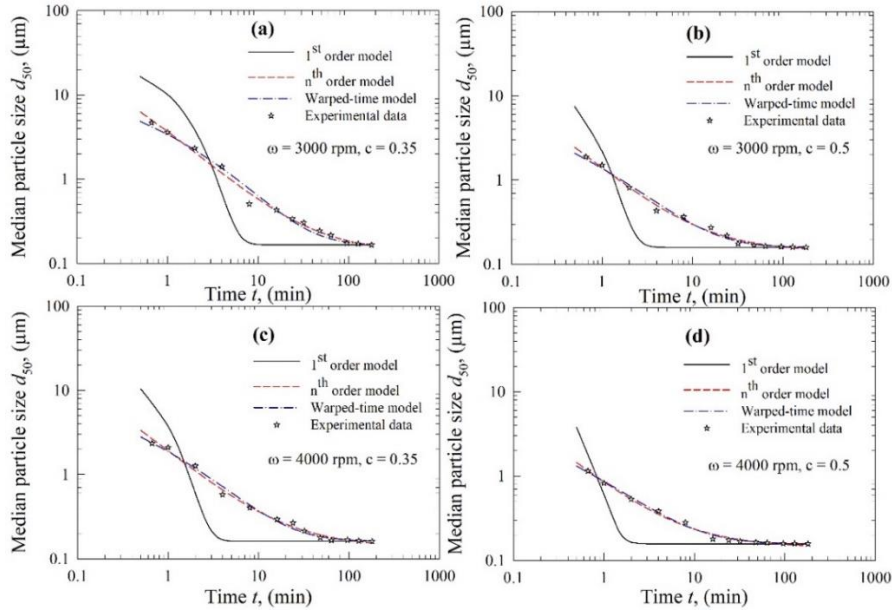 (a)
1st order model
nth order model
Warped-time model
Experimental data
ω = 3000 rpm, c = 0.35
Median particle size d50, (μm)
100
10
1
0.1
0.1 1 10 100 1000
Time t, (min)
(b)
1st order model
nth order model
Warped-time model
Experimental data
ω = 3000 rpm, c = 0.5
Median particle size d50, (μm)
100
10
1
0.1
0.1 1 10 100 1000
Time t, (min)
(c)
1st order model
nth order model
Warped-time model
Experimental data
ω = 4000 rpm, c = 0.35
Median particle size d50, (μm)
100
10
1
0.1
0.1 1 10 100 1000
Time t, (min)
(d)
1st order model
nth order model
Warped-time model
Experimental data
ω = 4000 rpm, c = 0.5
Median particle size d50, (μm)
100
10
1
0.1
0.1 1 10 100 1000
Time t, (min)